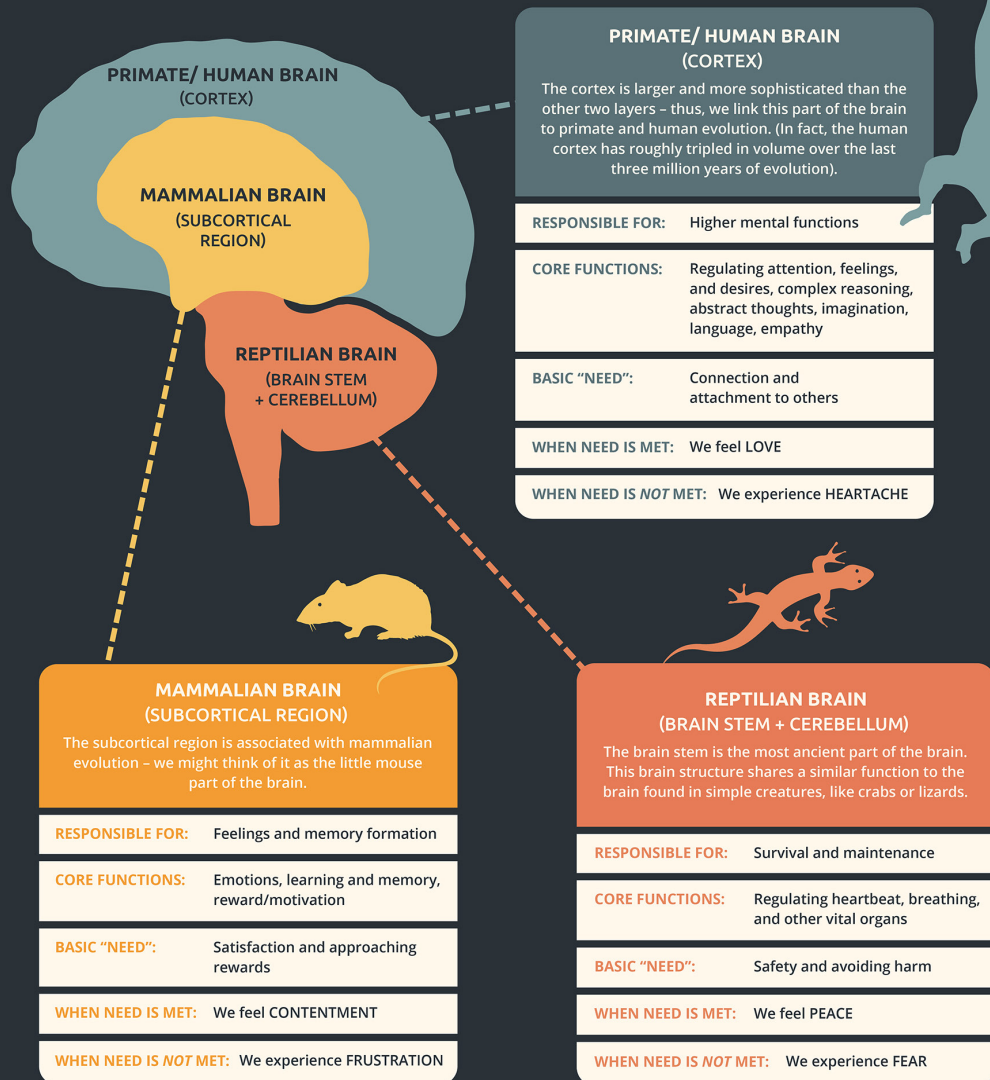 PRIMATE/ HUMAN BRAIN
(CORTEX)
MAMMALIAN BRAIN
(SUBCORTICAL
REGION)
REPTILIAN BRAIN
(BRAIN STEM
+ CEREBELLUM)
PRIMATE/ HUMAN BRAIN
(CORTEX)
The cortex is larger and more sophisticated than the
other two layers – thus, we link this part of the brain
to primate and human evolution. (In fact, the human
cortex has roughly tripled in volume over the last
three million years of evolution).
RESPONSIBLE FOR: Higher mental functions
CORE FUNCTIONS: Regulating attention, feelings,
and desires, complex reasoning,
abstract thoughts, imagination,
language, empathy
BASIC “NEED”: Connection and
attachment to others
WHEN NEED IS MET: We feel LOVE
WHEN NEED IS NOT MET: We experience HEARTACHE
MAMMALIAN BRAIN
(SUBCORTICAL REGION)
The subcortical region is associated with mammalian
evolution – we might think of it as the little mouse
part of the brain.
RESPONSIBLE FOR: Feelings and memory formation
CORE FUNCTIONS: Emotions, learning and memory,
reward/motivation
BASIC “NEED”: Satisfaction and approaching
rewards
WHEN NEED IS MET: We feel CONTENTMENT
WHEN NEED IS NOT MET: We experience FRUSTRATION
REPTILIAN BRAIN
(BRAIN STEM + CEREBELLUM)
The brain stem is the most ancient part of the brain.
This brain structure shares a similar function to the
brain found in simple creatures, like crabs or lizards.
RESPONSIBLE FOR: Survival and maintenance
CORE FUNCTIONS: Regulating heartbeat, breathing,
and other vital organs
BASIC “NEED”: Safety and avoiding harm
WHEN NEED IS MET: We feel PEACE
WHEN NEED IS NOT MET: We experience FEAR